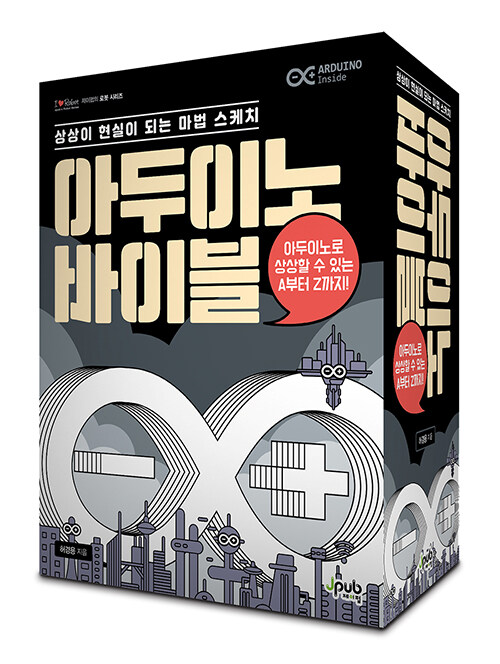 I ♥ Robot 제이펍의 로봇 시리즈
ARDUINO
Inside
상상이 현실이 되는 마법 스케치
아두이노
바이블
아두이노로
상상할 수 있는
A부터 Z까지!
허경용 지음
Jpub
제이펍
상상이 현실이 되는 마법 스케치
아두이노
바이블
아두이노로
상상할 수 있는
A부터 Z까지!
허경용 지음